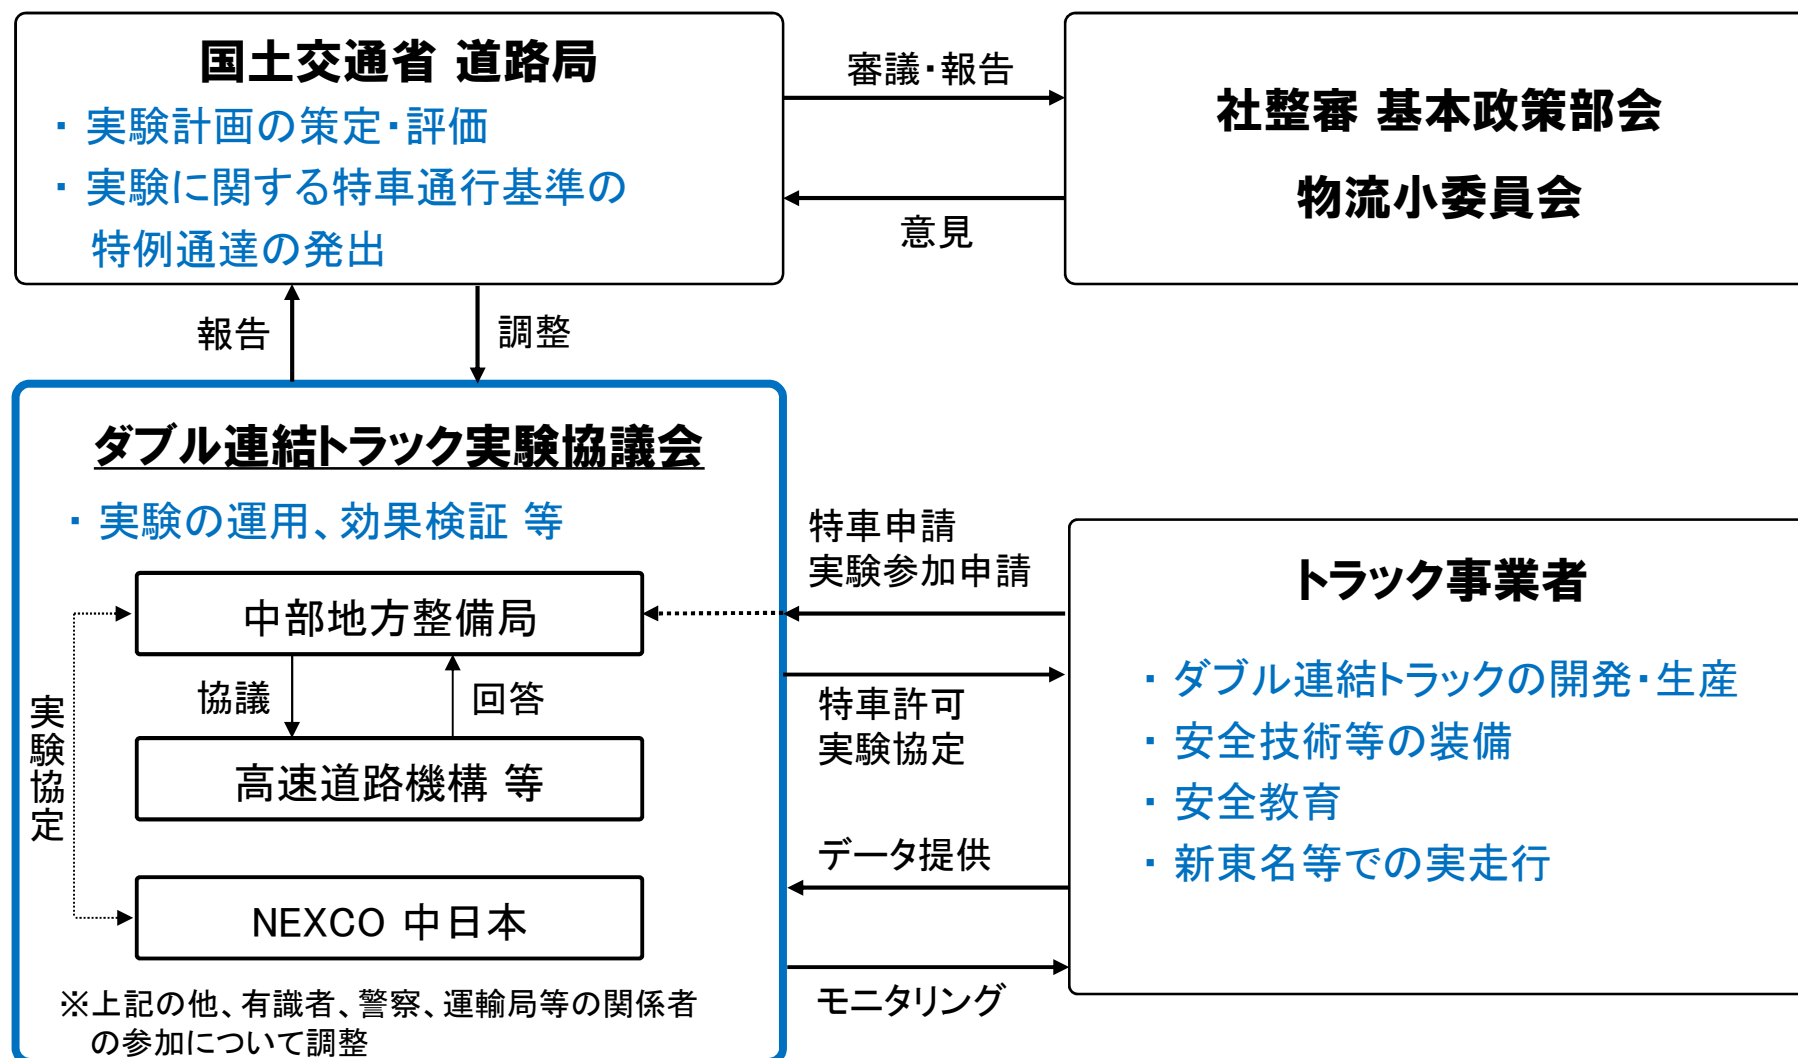 国土交通省 道路局
・ 実験計画の策定・評価
・ 実験に関する特車通行基準の
特例通達の発出
審議・報告
意見
社整審 基本政策部会
物流小委員会
報告
調整
ダブル連結トラック実験協議会
・ 実験の運用、効果検証 等
中部地方整備局
協議
回答
高速道路機構 等
実験協定
NEXCO 中日本
※上記の他、有識者、警察、運輸局等の関係者
の参加について調整
特車申請
実験参加申請
特車許可
実験協定
データ提供
モニタリング
トラック事業者
・ ダブル連結トラックの開発・生産
・ 安全技術等の装備
・ 安全教育
・ 新東名等での実走行